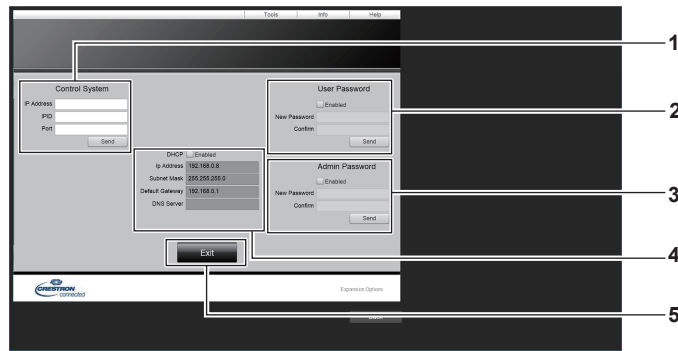 Tools Info Help
1
Control System
IP Address
IPID
Port
Send
User Password
Enabled
New Password
Confirm
Send
2
DHCP Enabled
Ip Address 192.168.0.8
Subnet Mask 255.255.255.0
Default Gateway 192.168.0.1
DNS Server
Admin Password
Enabled
New Password
Confirm
Send
3
4
Exit
CRESTRON
connected
Expansion Options
5
Back